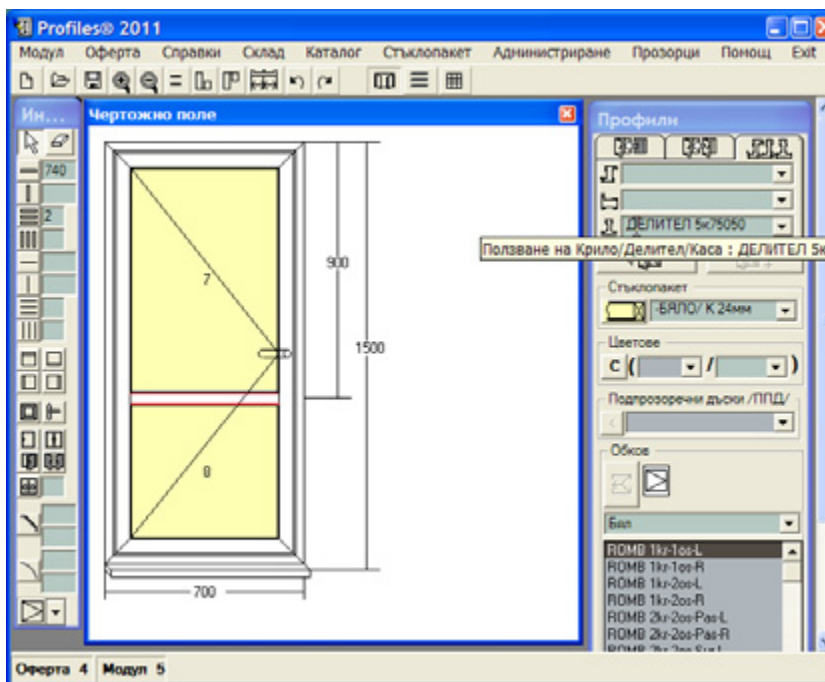 Profiles® 2011
Модул Оферта Справки Склад Каталог Стъклопакет Администриране Прозорци Помощ Exit
Ин...
Чертожно поле
Профили
740
2
7
8
900
1500
700
ДЕЛИТЕЛ 5к75050
Ползване на Крило/Делител/Каса : ДЕЛИТЕЛ 5к
Стъклопакет
-БЯЛО/ К 24мм
Цветове
C ( / )
Подпрозоречни дъски /ППД/
Обков
Бял
ROMB 1kr-1os-L
ROMB 1kr-1os-R
ROMB 1kr-2os-L
ROMB 1kr-2os-R
ROMB 2kr-2os-Pas-L
ROMB 2kr-2os-Pas-R
Оферта 4 Модул 5